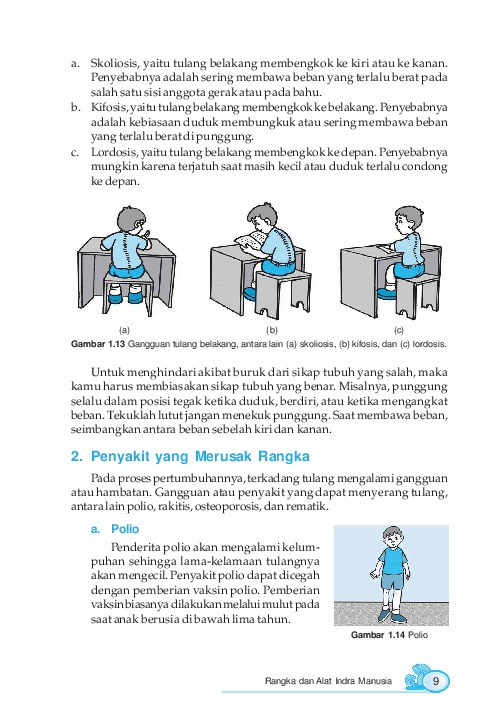 a. Skoliosis, yaitu tulang belakang membengkok ke kiri atau ke kanan.
Penyebabnya adalah sering membawa beban yang terlalu berat pada
salah satu sisi anggota gerak atau pada bahu.
b. Kifosis, yaitu tulang belakang membengkok ke belakang. Penyebabnya
adalah kebiasaan duduk membungkuk atau sering membawa beban
yang terlalu berat di punggung.
c. Lordosis, yaitu tulang belakang membengkok ke depan. Penyebabnya
mungkin karena terjatuh saat masih kecil atau duduk terlalu condong
ke depan.
(a) (b) (c)
Gambar 1.13 Gangguan tulang belakang, antara lain (a) skoliosis, (b) kifosis, dan (c) lordosis.
Untuk menghindari akibat buruk dari sikap tubuh yang salah, maka
kamu harus membiasakan sikap tubuh yang benar. Misalnya, punggung
selalu dalam posisi tegak ketika duduk, berdiri, atau ketika mengangkat
beban. Tekuklah lutut jangan menekuk punggung. Saat membawa beban,
seimbangkan antara beban sebelah kiri dan kanan.
2. Penyakit yang Merusak Rangka
Pada proses pertumbuhannya, terkadang tulang mengalami gangguan
atau hambatan. Gangguan atau penyakit yang dapat menyerang tulang,
antara lain polio, rakitis, osteoporosis, dan rematik.
a. Polio
Penderita polio akan mengalami kelum-
puhan sehingga lama-kelamaan tulangnya
akan mengecil. Penyakit polio dapat dicegah
dengan pemberian vaksin polio. Pemberian
vaksin biasanya dilakukan melalui mulut pada
saat anak berusia di bawah lima tahun.
Gambar 1.14 Polio
Rangka dan Alat Indra Manusia 9